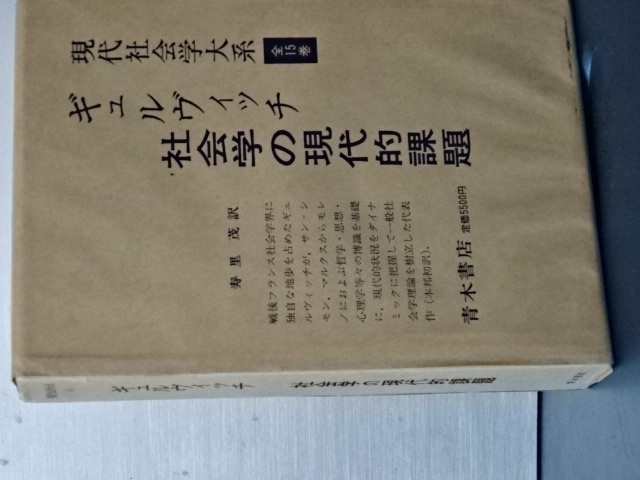 現代社会学大系
全15巻
ギュルヴィッチ
社会学の現代的課題
寿里 茂 訳
戦後フランス社会学界に
独自な地歩を占めたギュ
ルヴィッチが，サン－シ
モン，マルクスからモレ
ノにおよぶ哲学・思想・
心理学等々の博識を基礎
に，現代的状況をダイナ
ミックに把握して一般社
会学理論を樹立した代表
作（本邦初訳）。
青木書店 定価5500円
ギュルヴィッチ 社会学の現代的課題